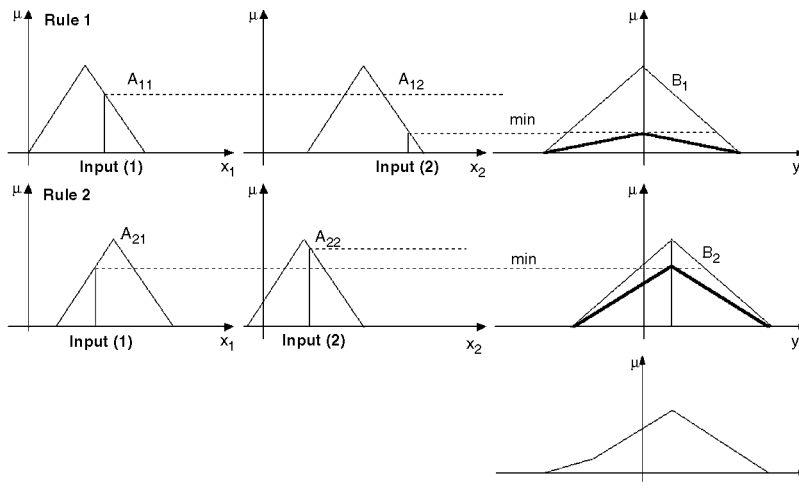 μ Rule 1 μ μ
A11 A12 B1
min
Input (1) x1 Input (2) x2 y
μ Rule 2 μ μ
A21 A22 B2
min
Input (1) x1 Input (2) x2 y
μ